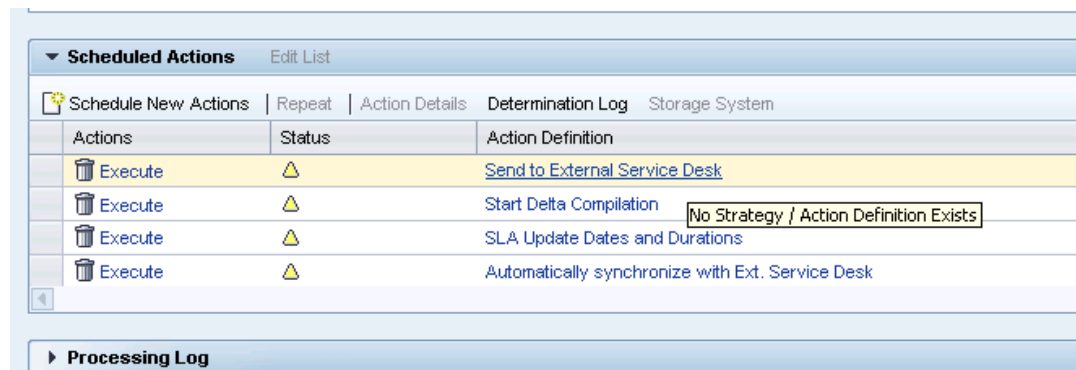 Scheduled Actions Edit List
Schedule New Actions Repeat Action Details Determination Log Storage System
Actions Status Action Definition
Execute Send to External Service Desk
Execute Start Delta Compilation
No Strategy / Action Definition Exists
Execute SLA Update Dates and Durations
Execute Automatically synchronize with Ext. Service Desk
Processing Log